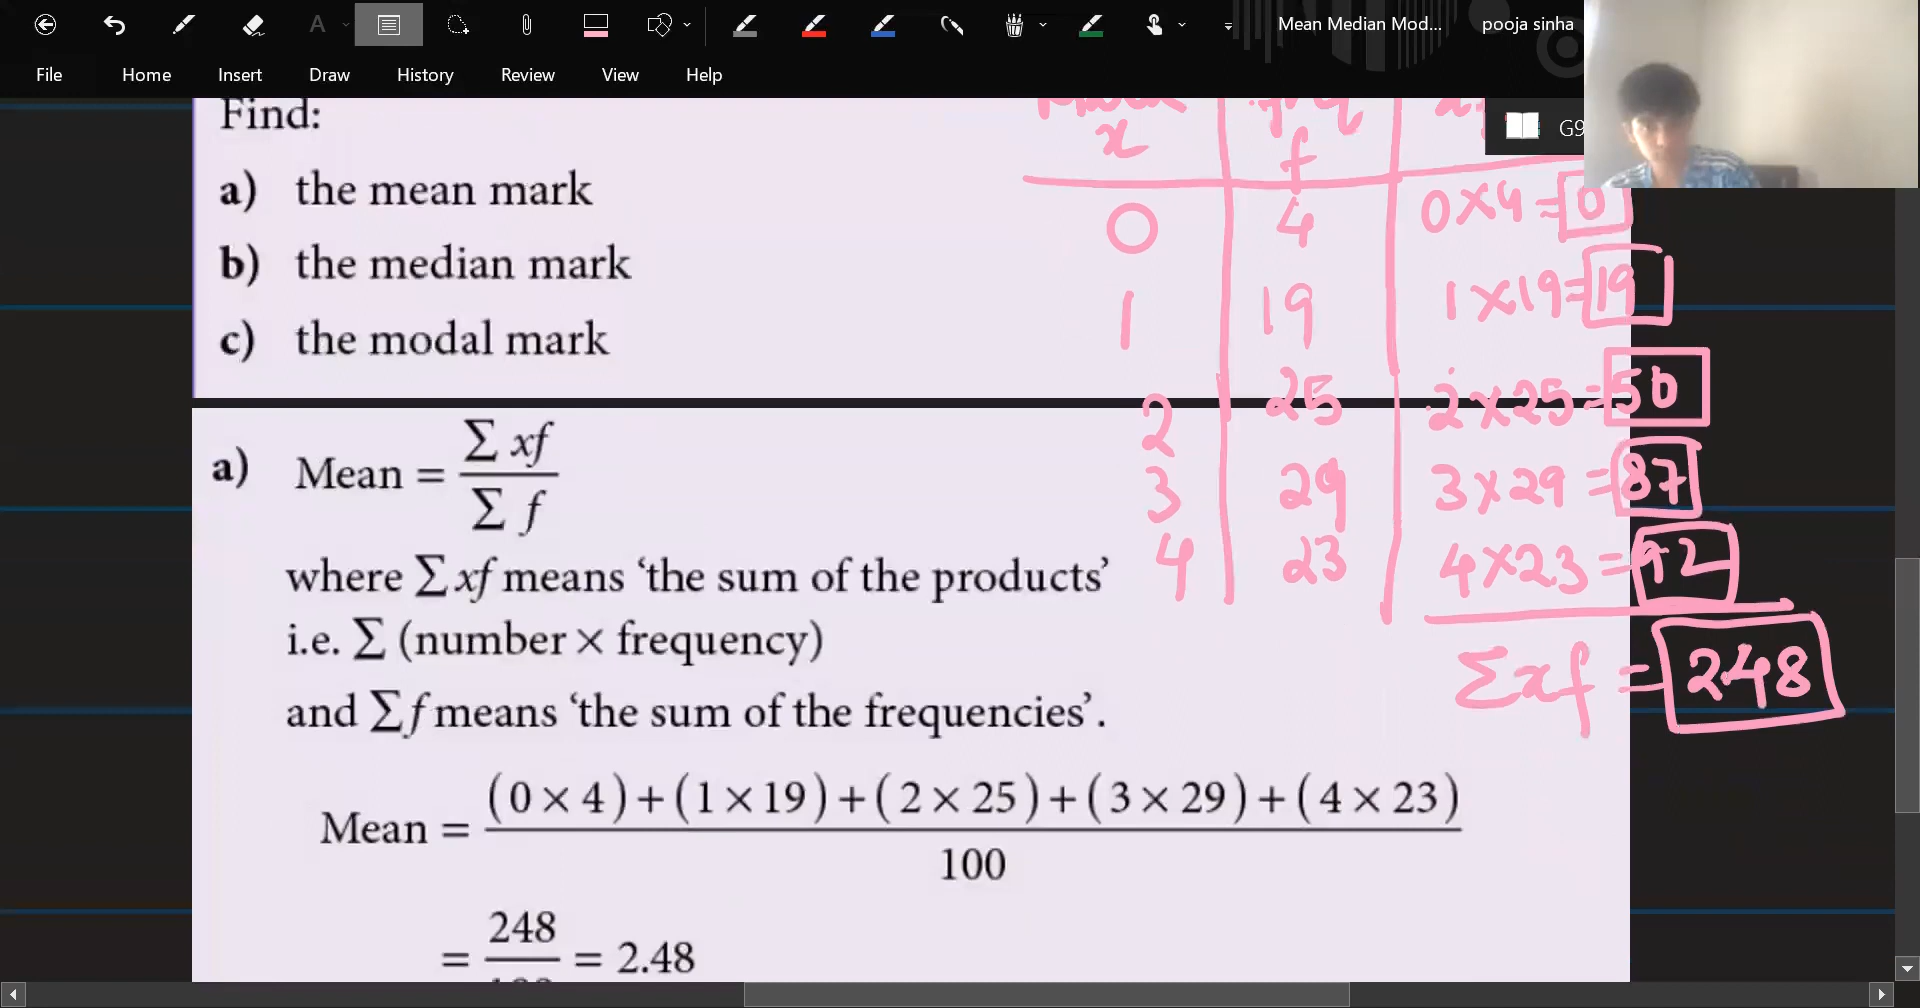 Mean Median Mod... pooja sinha
File Home Insert Draw History Review View Help
G9
Find:
a) the mean mark
b) the median mark
c) the modal mark
x f
0 4 0×4=0
1 19 1×19=19
2 25 2×25=50
3 29 3×29=87
4 23 4×23=92
Σxf = 248
a) Mean = Σ xf / Σ f
where Σ xf means ‘the sum of the products’
i.e. Σ (number × frequency)
and Σ f means ‘the sum of the frequencies’.
Mean = (0 × 4) + (1 × 19) + (2 × 25) + (3 × 29) + (4 × 23)
100
= 248 = 2.48